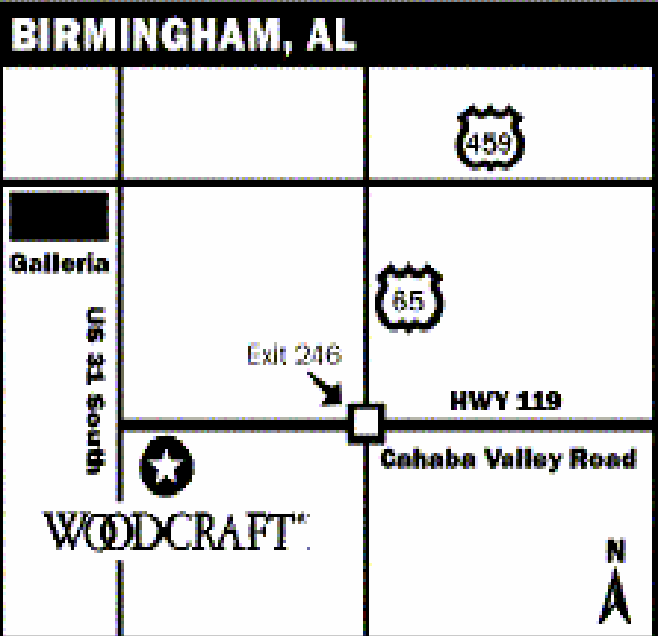 BIRMINGHAM, AL
459
Galleria
65
US 31 South
Exit 246
HWY 119
Cahaba Valley Road
WOODCRAFT
N